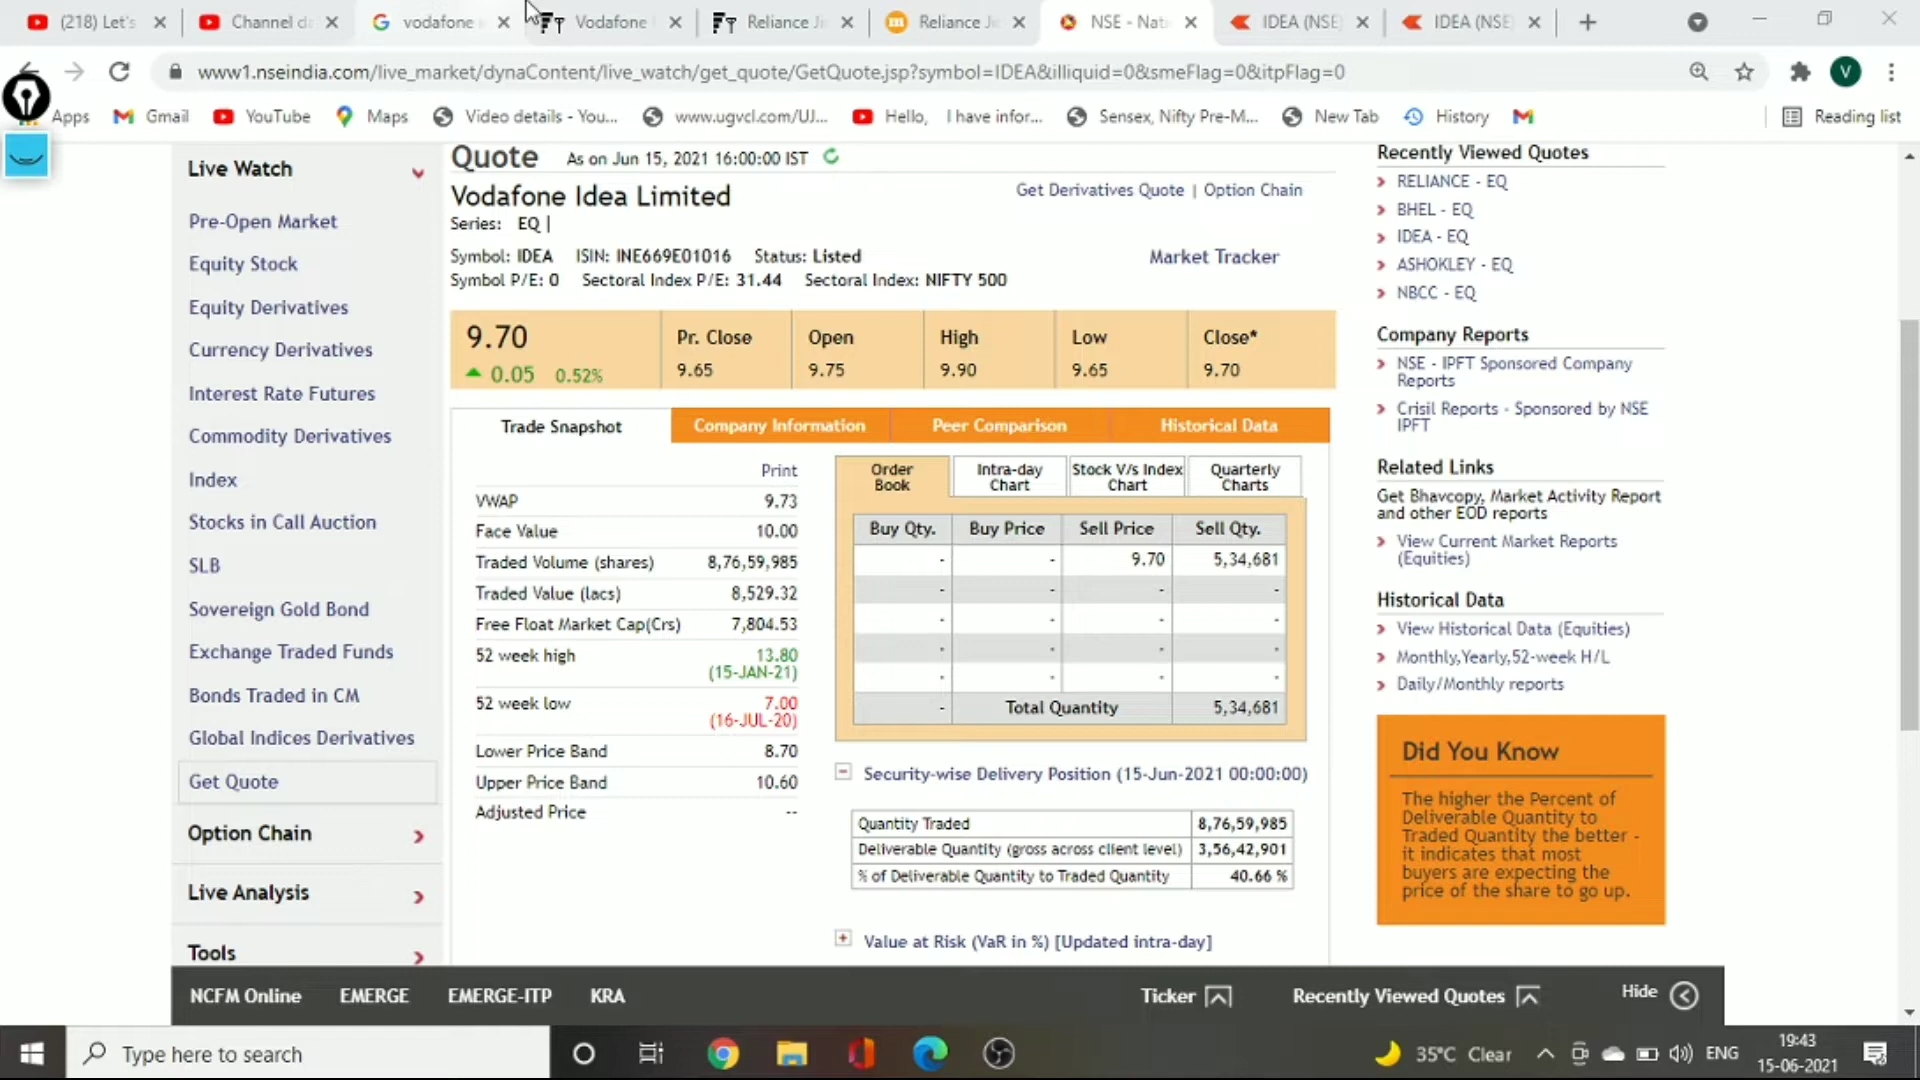 (218) Let's
Channel d
vodafone
Vodafone
Reliance Ji
Reliance Ji
NSE - Nati
IDEA (NSE
IDEA (NSE
www1.nseindia.com/live_market/dynaContent/live_watch/get_quote/GetQuote.jsp?symbol=IDEA&illiquid=0&smeFlag=0&itpFlag=0
V
Apps
Gmail
YouTube
Maps
Video details - You...
www.ugvcl.com/UJ...
Hello, I have infor...
Sensex, Nifty Pre-M...
New Tab
History
Reading list
Live Watch
Pre-Open Market
Equity Stock
Equity Derivatives
Currency Derivatives
Interest Rate Futures
Commodity Derivatives
Index
Stocks in Call Auction
SLB
Sovereign Gold Bond
Exchange Traded Funds
Bonds Traded in CM
Global Indices Derivatives
Get Quote
Option Chain
Live Analysis
Tools
Quote As on Jun 15, 2021 16:00:00 IST
Vodafone Idea Limited
Get Derivatives Quote | Option Chain
Series: EQ |
Symbol: IDEA ISIN: INE669E01016 Status: Listed
Market Tracker
Symbol P/E: 0 Sectoral Index P/E: 31.44 Sectoral Index: NIFTY 500
9.70 Pr. Close Open High Low Close*
0.05 0.52% 9.65 9.75 9.90 9.65 9.70
Trade Snapshot Company Information Peer Comparison Historical Data
Print
VWAP 9.73
Face Value 10.00
Traded Volume (shares) 8,76,59,985
Traded Value (lacs) 8,529.32
Free Float Market Cap(Crs) 7,804.53
52 week high 13.80
(15-JAN-21)
52 week low 7.00
(16-JUL-20)
Lower Price Band 8.70
Upper Price Band 10.60
Adjusted Price --
Order Book
Intra-day Chart
Stock V/s Index Chart
Quarterly Charts
Buy Qty. Buy Price Sell Price Sell Qty.
- - 9.70 5,34,681
- - - -
- - - -
- - - -
- - - -
- Total Quantity 5,34,681
Security-wise Delivery Position (15-Jun-2021 00:00:00)
Quantity Traded 8,76,59,985
Deliverable Quantity (gross across client level) 3,56,42,901
% of Deliverable Quantity to Traded Quantity 40.66 %
Value at Risk (VaR in %) [Updated intra-day]
Recently Viewed Quotes
RELIANCE - EQ
BHEL - EQ
IDEA - EQ
ASHOKLEY - EQ
NBCC - EQ
Company Reports
NSE - IPFT Sponsored Company
Reports
Crisil Reports - Sponsored by NSE
IPFT
Related Links
Get Bhavcopy, Market Activity Report
and other EOD reports
View Current Market Reports
(Equities)
Historical Data
View Historical Data (Equities)
Monthly,Yearly,52-week H/L
Daily/Monthly reports
Did You Know
The higher the Percent of
Deliverable Quantity to
Traded Quantity the better -
it indicates that most
buyers are expecting the
price of the share to go up.
NCFM Online EMERGE EMERGE-ITP KRA
Ticker
Recently Viewed Quotes
Hide
Type here to search
35°C Clear
ENG
19:43
15-06-2021